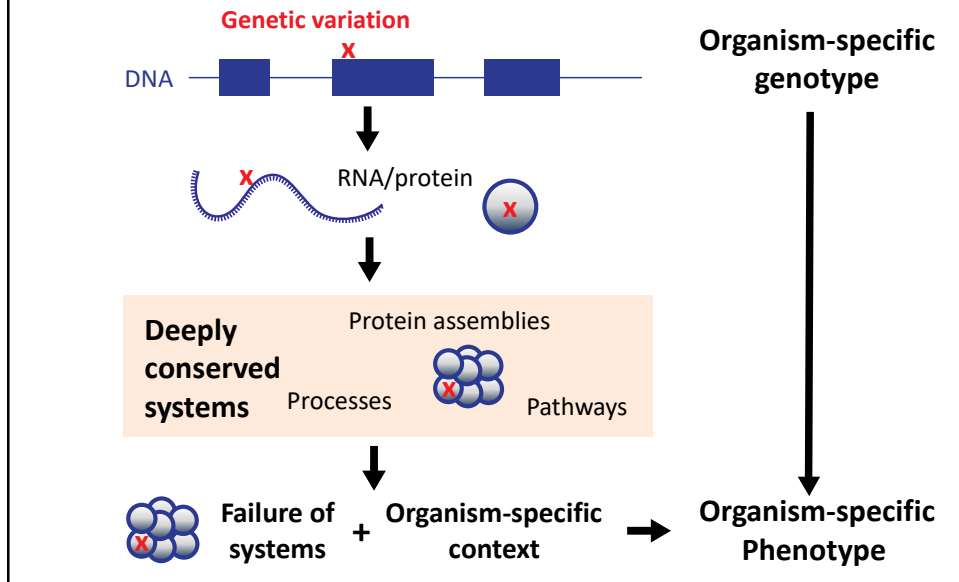 Genetic variation
x
DNA
Organism-specific
genotype
x
RNA/protein
x
Deeply
conserved
systems
Protein assemblies
x
Processes
Pathways
x
Failure of
systems
+
Organism-specific
context
Organism-specific
Phenotype